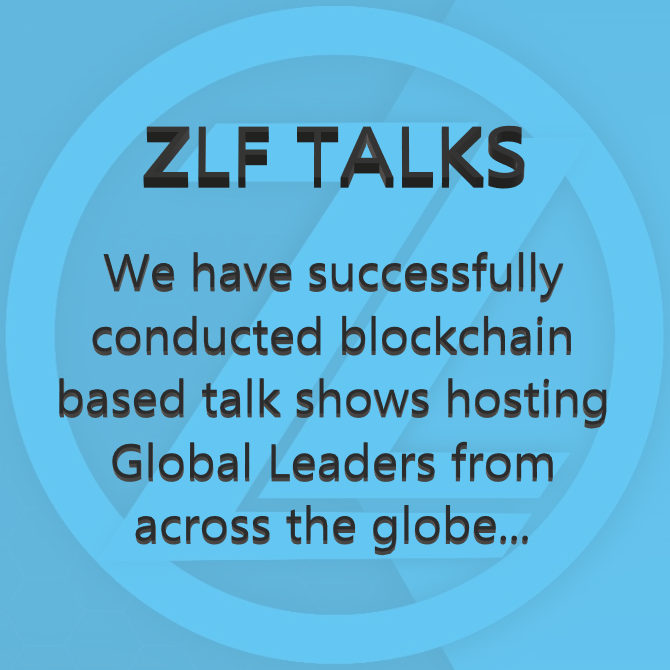 ZLF TALKS
We have successfully
conducted blockchain
based talk shows hosting
Global Leaders from
across the globe...